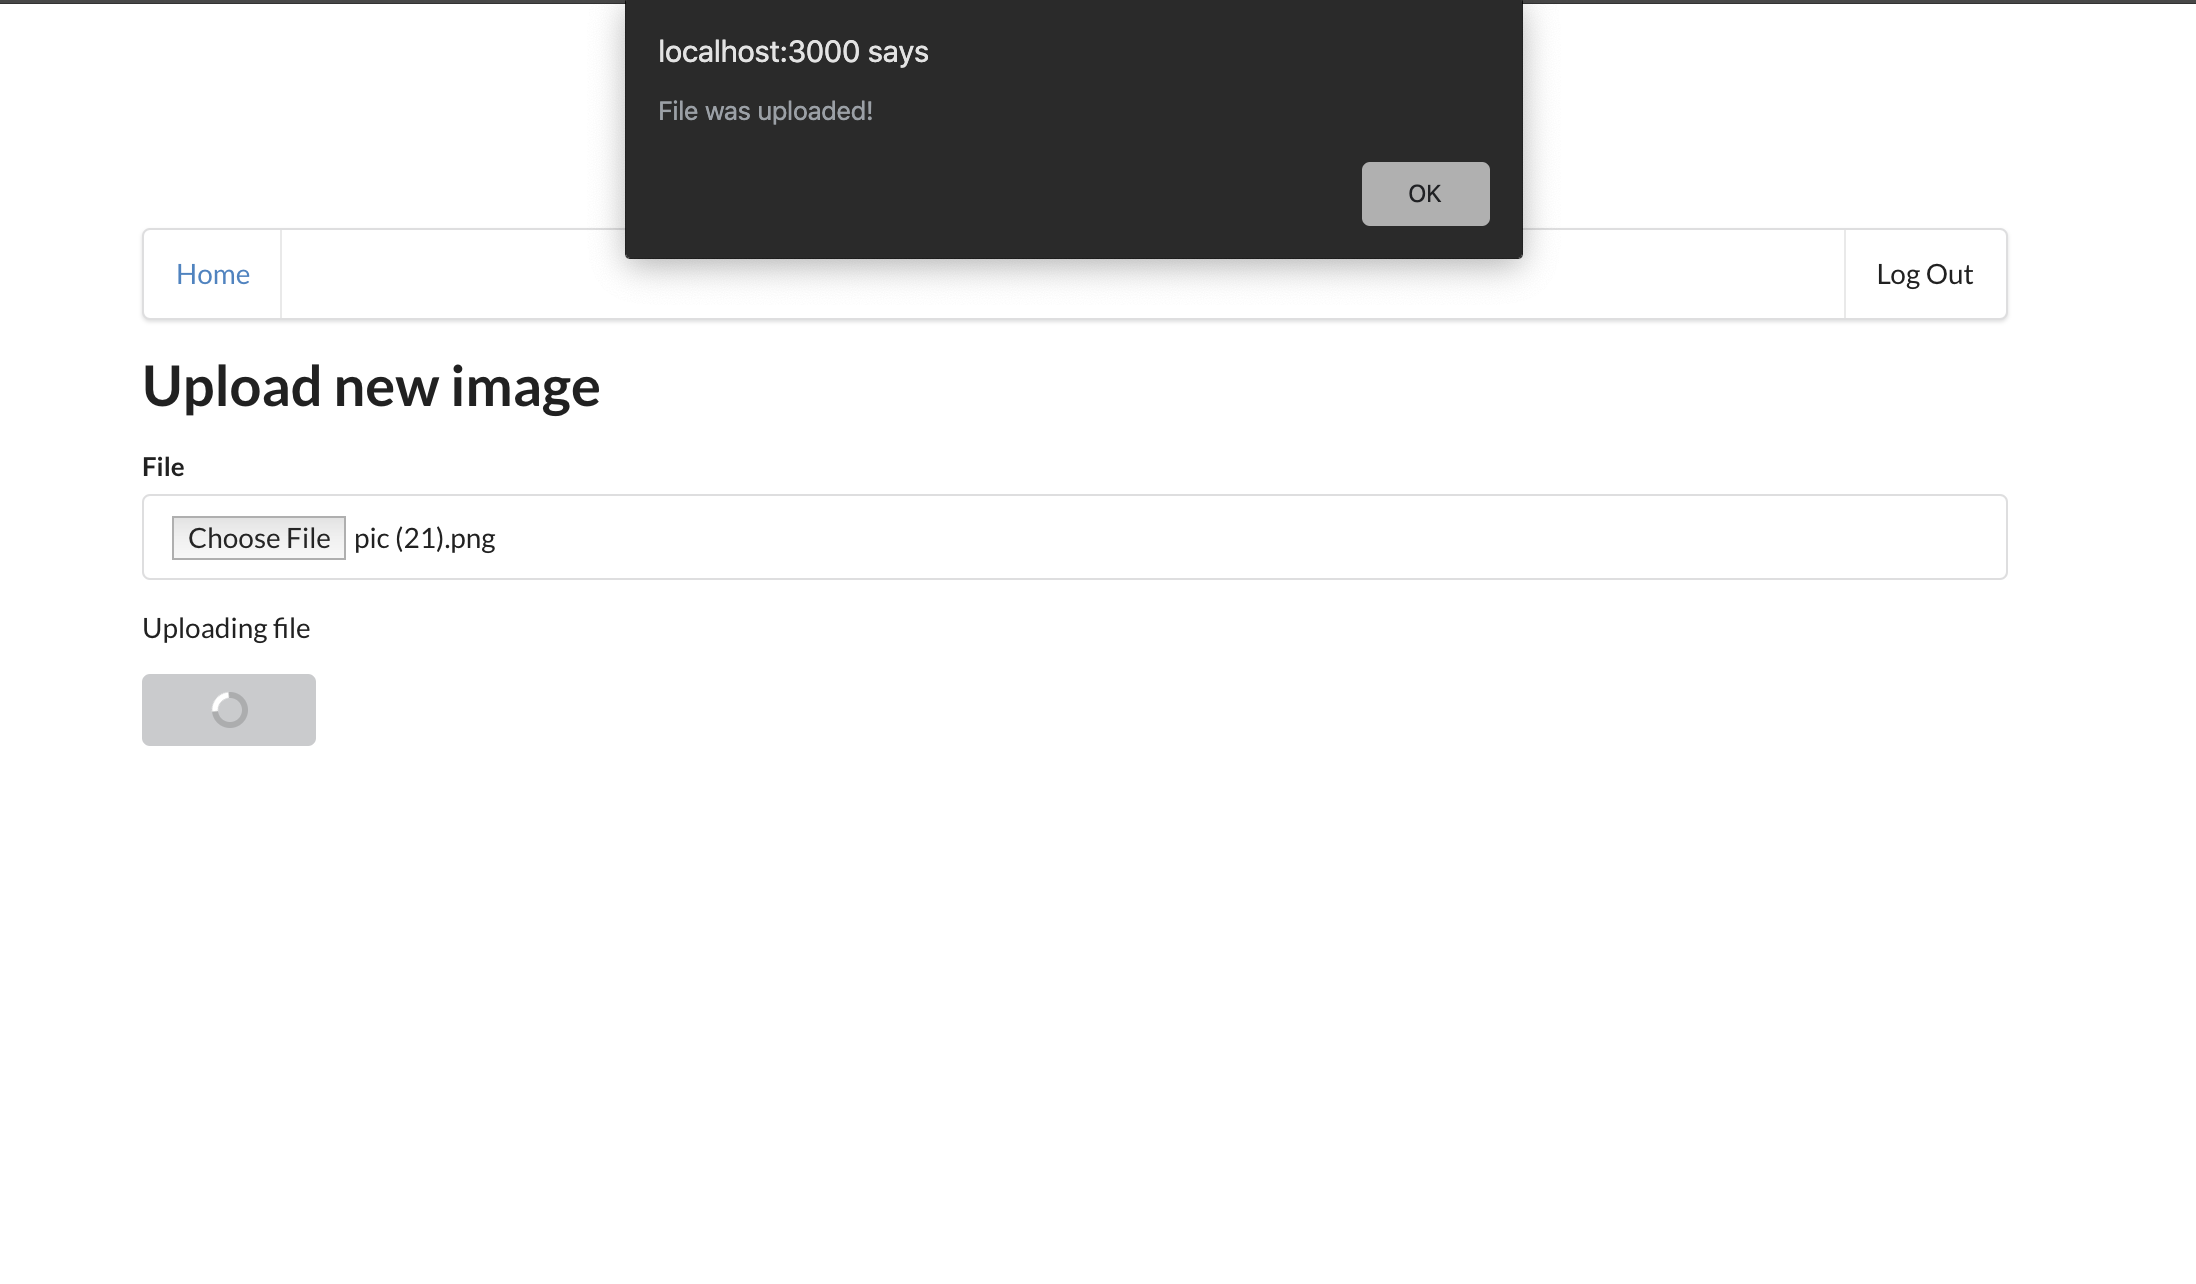 localhost:3000 says
File was uploaded!
OK
Home
Log Out
Upload new image
File
Choose File pic (21).png
Uploading file